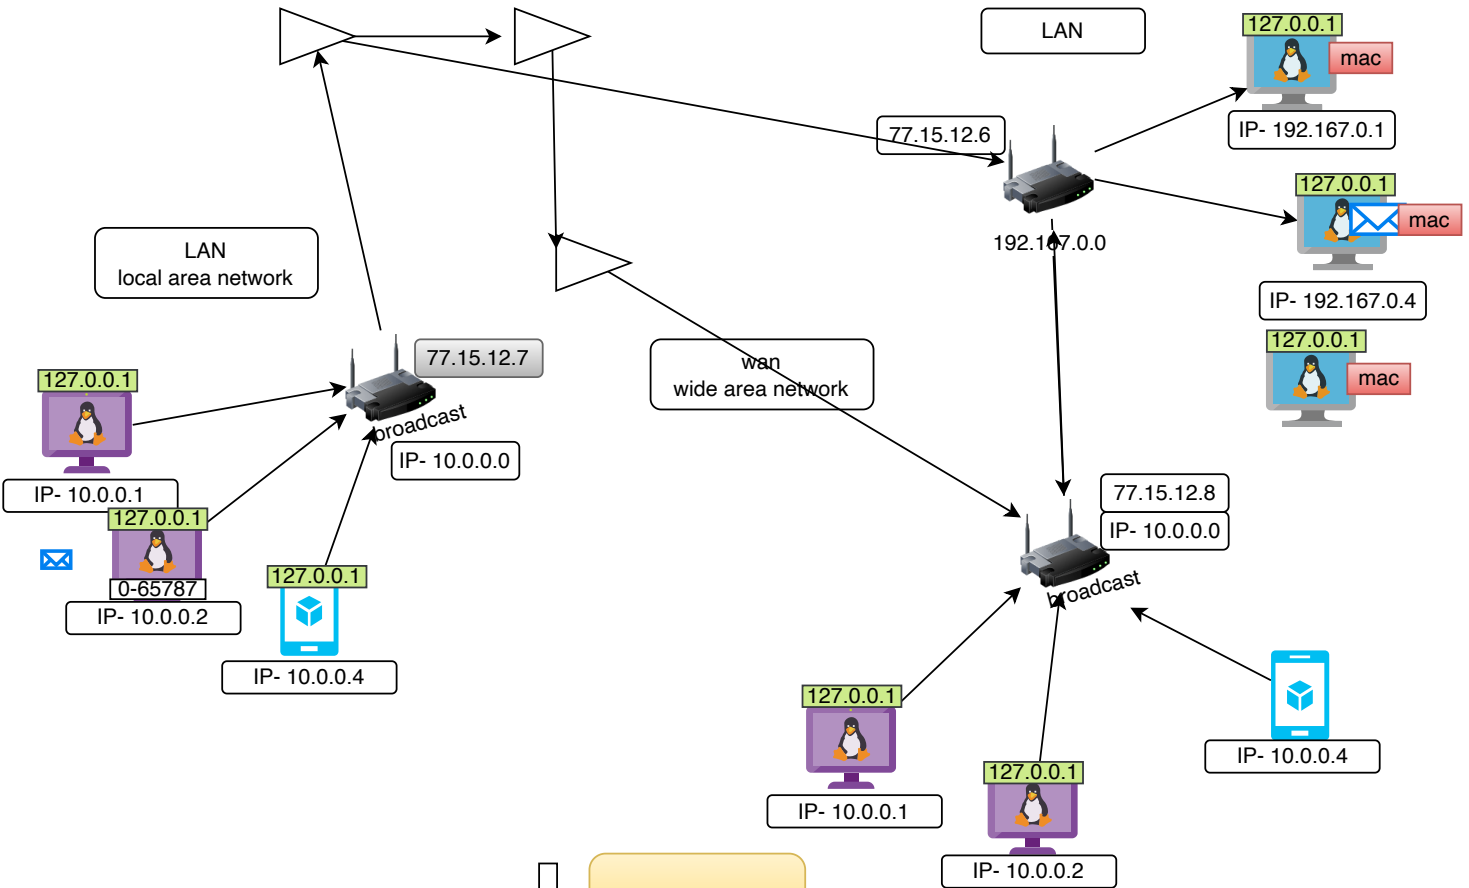 LAN
127.0.0.1
mac
IP- 192.167.0.1
77.15.12.6
127.0.0.1
mac
192.167.0.0
IP- 192.167.0.4
LAN
local area network
127.0.0.1
mac
77.15.12.7
wan
wide area network
127.0.0.1
broadcast
IP- 10.0.0.0
IP- 10.0.0.1
127.0.0.1
0-65787
IP- 10.0.0.2
127.0.0.1
IP- 10.0.0.4
77.15.12.8
IP- 10.0.0.0
broadcast
127.0.0.1
IP- 10.0.0.1
127.0.0.1
IP- 10.0.0.2
IP- 10.0.0.4